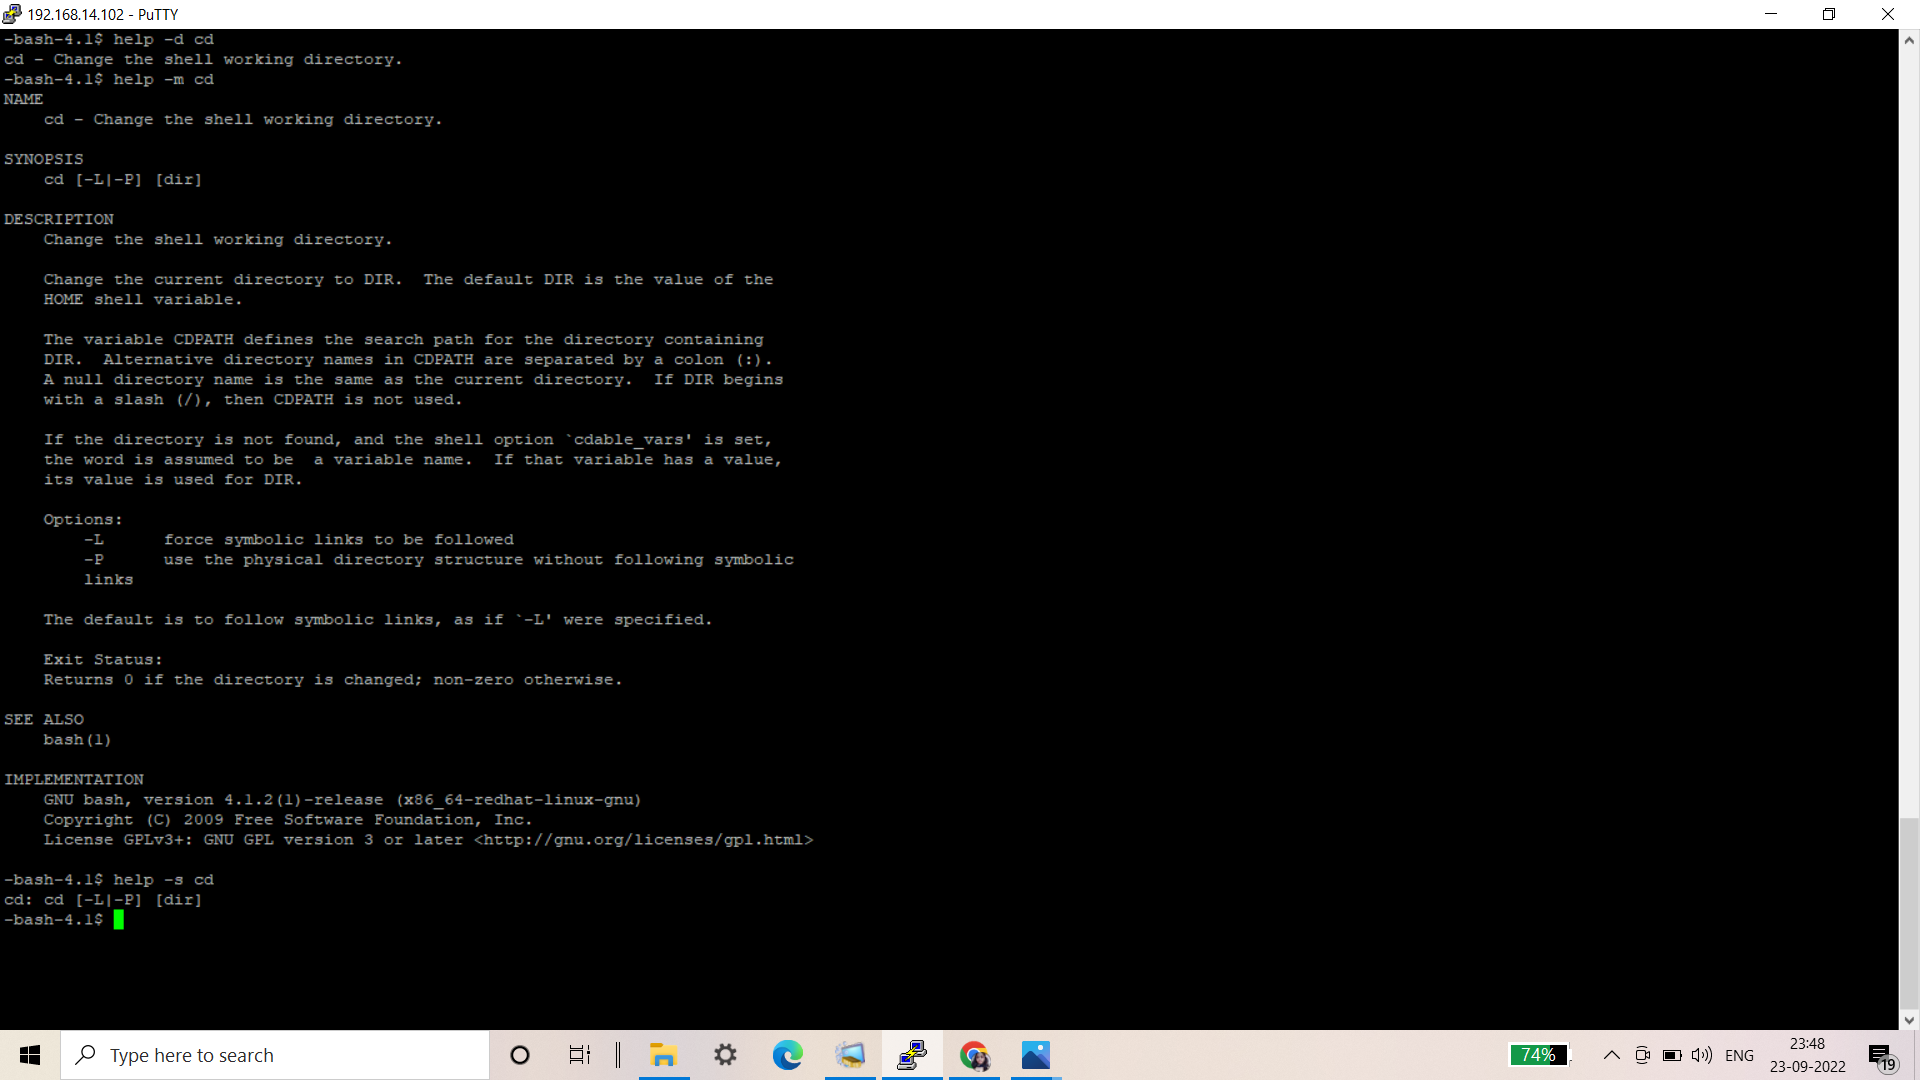 192.168.14.102 - PuTTY
-bash-4.1$ help -d cd
cd - Change the shell working directory.
-bash-4.1$ help -m cd
NAME
    cd - Change the shell working directory.

SYNOPSIS
    cd [-L|-P] [dir]

DESCRIPTION
    Change the shell working directory.

    Change the current directory to DIR.  The default DIR is the value of the
    HOME shell variable.

    The variable CDPATH defines the search path for the directory containing
    DIR.  Alternative directory names in CDPATH are separated by a colon (:).
    A null directory name is the same as the current directory.  If DIR begins
    with a slash (/), then CDPATH is not used.

    If the directory is not found, and the shell option `cdable_vars' is set,
    the word is assumed to be  a variable name.  If that variable has a value,
    its value is used for DIR.

    Options:
        -L      force symbolic links to be followed
        -P      use the physical directory structure without following symbolic
        links

    The default is to follow symbolic links, as if `-L' were specified.

    Exit Status:
    Returns 0 if the directory is changed; non-zero otherwise.

SEE ALSO
    bash(1)

IMPLEMENTATION
    GNU bash, version 4.1.2(1)-release (x86_64-redhat-linux-gnu)
    Copyright (C) 2009 Free Software Foundation, Inc.
    License GPLv3+: GNU GPL version 3 or later <http://gnu.org/licenses/gpl.html>

-bash-4.1$ help -s cd
cd: cd [-L|-P] [dir]
-bash-4.1$
Type here to search
74%
ENG
23:48
23-09-2022
19